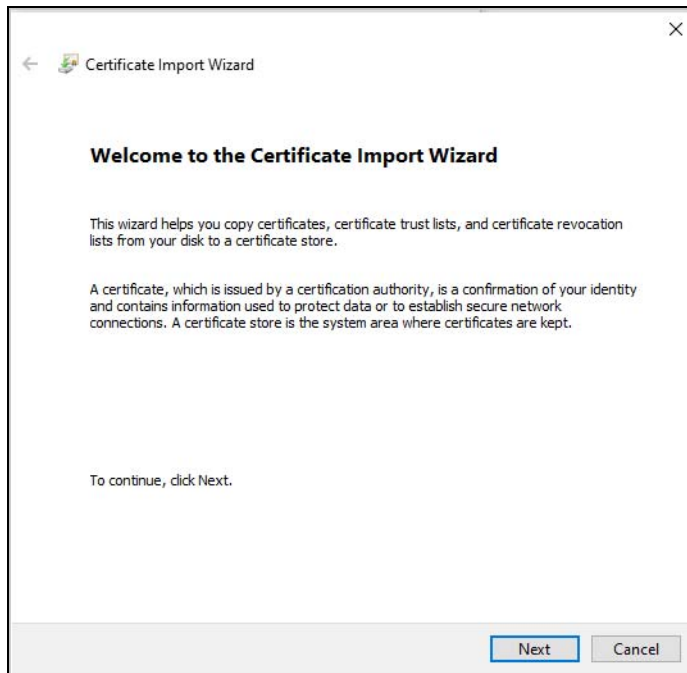 Certificate Import Wizard
Welcome to the Certificate Import Wizard
This wizard helps you copy certificates, certificate trust lists, and certificate revocation
lists from your disk to a certificate store.
A certificate, which is issued by a certification authority, is a confirmation of your identity
and contains information used to protect data or to establish secure network
connections. A certificate store is the system area where certificates are kept.
To continue, click Next.
Next Cancel